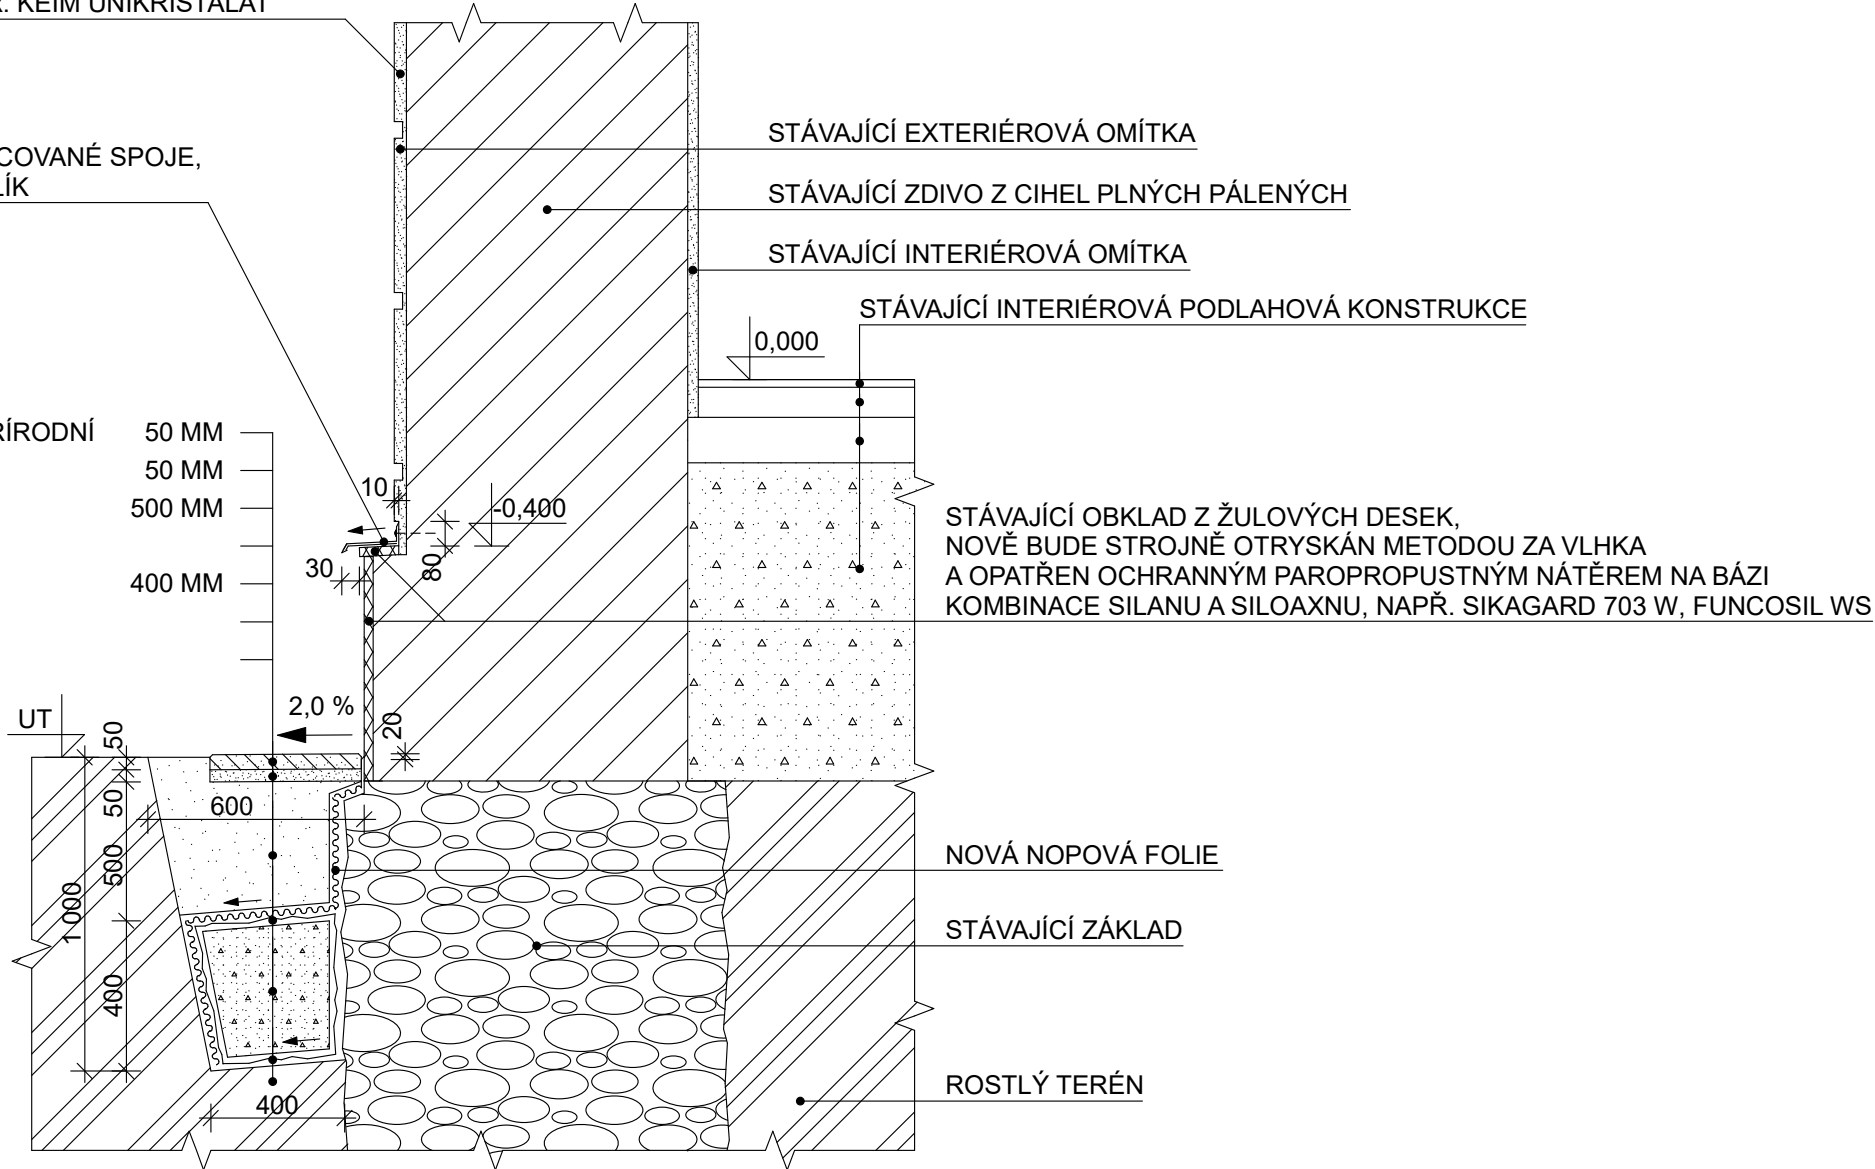 KEIM UNIKRISTALAT
STÁVAJÍCÍ EXTERIÉROVÁ OMÍTKA
COVANÉ SPOJE,
LÍK
STÁVAJÍCÍ ZDIVO Z CIHEL PLNÝCH PÁLENÝCH
STÁVAJÍCÍ INTERIÉROVÁ OMÍTKA
STÁVAJÍCÍ INTERIÉROVÁ PODLAHOVÁ KONSTRUKCE
0,000
ŘÍRODNÍ 50 MM
50 MM
500 MM
400 MM
10
-0,400
30
80
STÁVAJÍCÍ OBKLAD Z ŽULOVÝCH DESEK,
NOVĚ BUDE STROJNĚ OTRYSKÁN METODOU ZA VLHKA
A OPATŘEN OCHRANNÝM PAROPROPUSTNÝM NÁTĚREM NA BÁZI
KOMBINACE SILANU A SILOAXNU, NAPŘ. SIKAGARD 703 W, FUNCOSIL WS
UT
2,0 %
20
50
50
600
500
1 000
400
400
NOVÁ NOPOVÁ FOLIE
STÁVAJÍCÍ ZÁKLAD
ROSTLÝ TERÉN